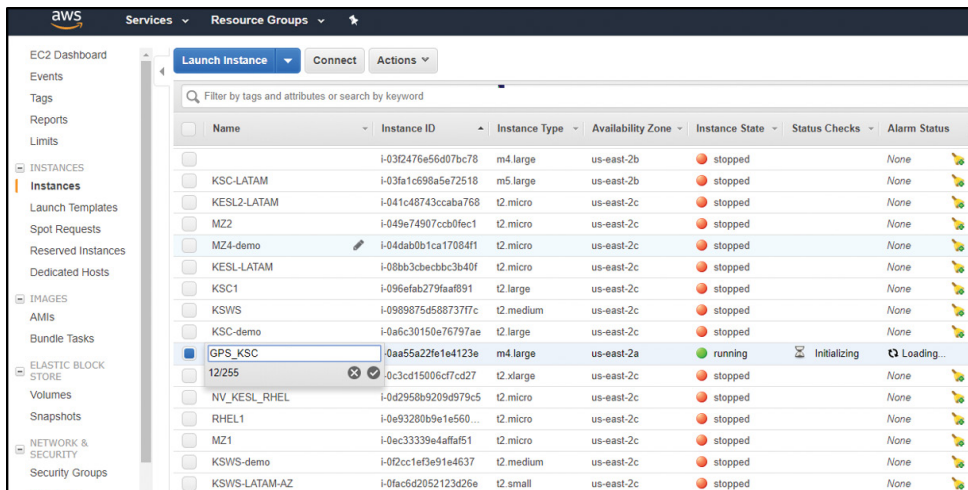 aws Services Resource Groups
EC2 Dashboard
Events
Tags
Reports
Limits
INSTANCES
Instances
Launch Templates
Spot Requests
Reserved Instances
Dedicated Hosts
IMAGES
AMIs
Bundle Tasks
ELASTIC BLOCK
STORE
Volumes
Snapshots
NETWORK &
SECURITY
Security Groups
Launch Instance Connect Actions
Filter by tags and attributes or search by keyword
Name Instance ID Instance Type Availability Zone Instance State Status Checks Alarm Status
i-03f2476e56d07bc78 m4.large us-east-2b stopped None
KSC-LATAM i-03fa1c698a5e72518 m5.large us-east-2b stopped None
KESL2-LATAM i-041c48743ccaba768 t2.micro us-east-2c stopped None
MZ2 i-049e74907ccb0fec1 t2.micro us-east-2c stopped None
MZ4-demo i-04dab0b1ca17084f1 t2.micro us-east-2c stopped None
KESL-LATAM i-08bb3cbecbbc3b40f t2.micro us-east-2c stopped None
KSC1 i-096efab279faaf891 t2.large us-east-2c stopped None
KSWS i-0989875d588737f7c t2.medium us-east-2c stopped None
KSC-demo i-0a6c30150e76797ae t2.large us-east-2c stopped None
GPS_KSC -0aa55a22fe1e4123e m4.large us-east-2a running Initializing Loading...
12/255 -0c3cd15006cf7cd27 t2.xlarge us-east-2c stopped None
NV_KESL_RHEL i-0d2958b9209d979c5 t2.micro us-east-2c stopped None
RHEL1 i-0e93280b9e1e560... t2.micro us-east-2c stopped None
MZ1 i-0ec33339e4affaf51 t2.micro us-east-2c stopped None
KSWS-demo i-0f2cc1ef3e91e4637 t2.medium us-east-2c stopped None
KSWS-LATAM-AZ i-0fac6d2052123d26e t2.small us-east-2c stopped None